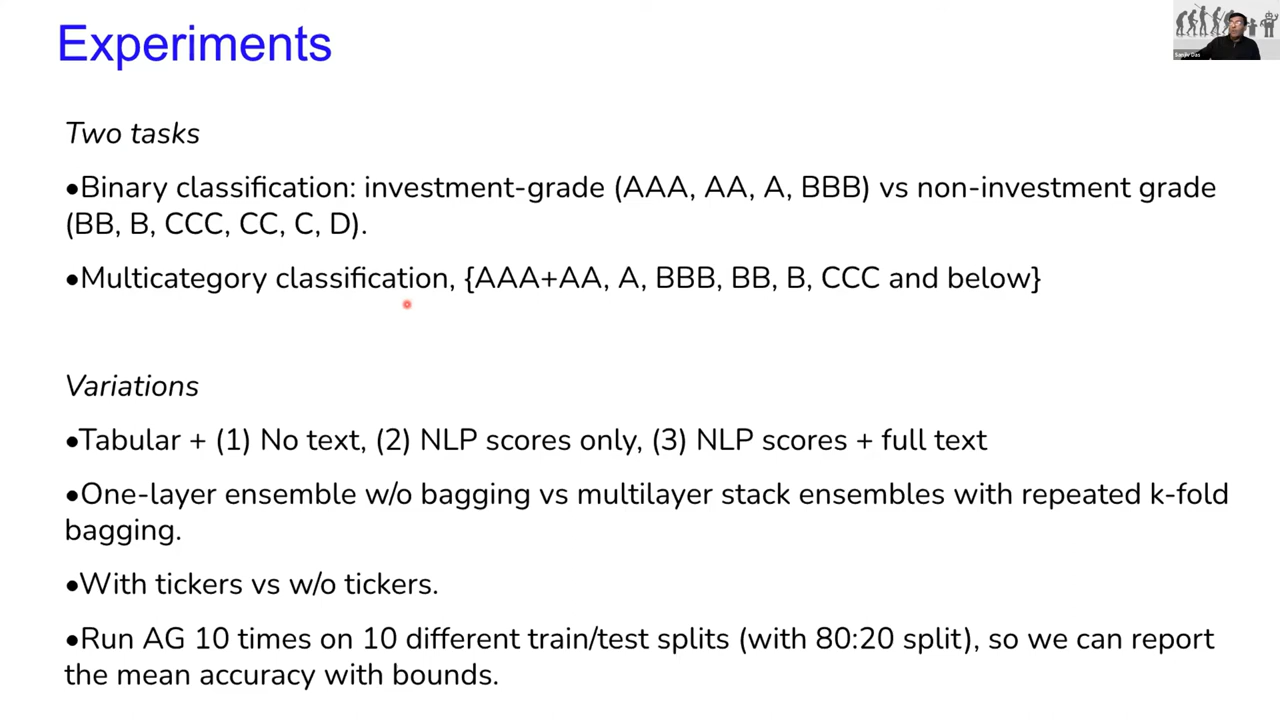 Experiments
Sanjiv Das
Two tasks
•Binary classification: investment-grade (AAA, AA, A, BBB) vs non-investment grade
(BB, B, CCC, CC, C, D).
•Multicategory classification, {AAA+AA, A, BBB, BB, B, CCC and below}
Variations
•Tabular + (1) No text, (2) NLP scores only, (3) NLP scores + full text
•One-layer ensemble w/o bagging vs multilayer stack ensembles with repeated k-fold
bagging.
•With tickers vs w/o tickers.
•Run AG 10 times on 10 different train/test splits (with 80:20 split), so we can report
the mean accuracy with bounds.